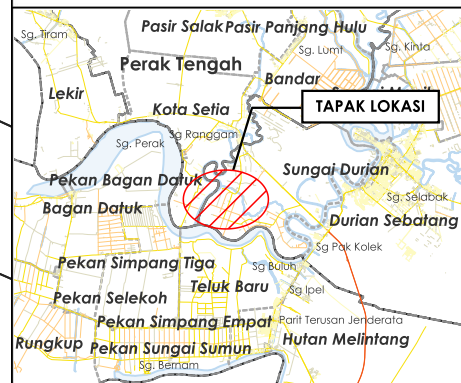 Pasir Salak Pasir Panjang Hulu
Sg. Tiram
Sg. Lumt
Sg. Kinta
Perak Tengah
Bandar
Lekir
TAPAK LOKASI
Kota Setia
Sg Ranggam
Sg. Perak
Sungai Durian
Pekan Bagan Datuk
Sg. Selabak
Bagan Datuk
Durian Sebatang
Sg Pak Kolek
Pekan Simpang Tiga
Sg Buluh
Teluk Baru
Sg Ipel
Pekan Selekoh
Pekan Simpang Empat
Parit Terusan Jenderata
Rungkup
Pekan Sungai Sumun
Hutan Melintang
Sg. Bernam